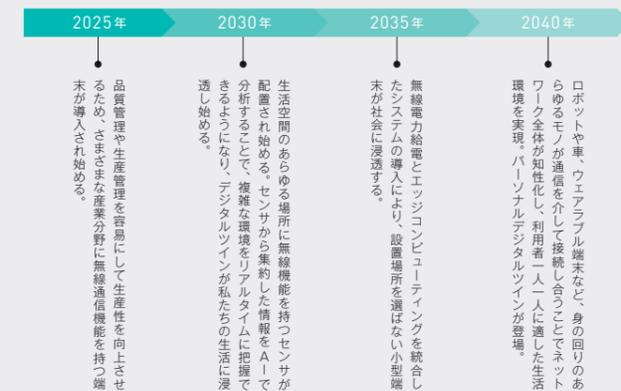 2025年
品質管理や生産管理を容易にして生産性を向上させ
るため、さまざまな産業分野に無線通信機能を持つ端
末が導入され始める。
2030年
生活空間のあらゆる場所に無線機能を持つセンサが
配置され始める。センサから集約した情報をAIで
分析することで、複雑な環境をリアルタイムに把握で
きるようになり、デジタルツインが私たちの生活に浸
透し始める。
2035年
無線電力給電とエッジコンピューティングを統合し
たシステムの導入により、設置場所を選ばない小型端
末が社会に浸透する。
2040年
ロボットや車、ウェアラブル端末など、身の回りのあ
らゆるモノが通信を介して接続し合うことでネット
ワーク全体が知性化し、利用者一人一人に適した生活
環境を実現。パーソナルデジタルツインが登場。